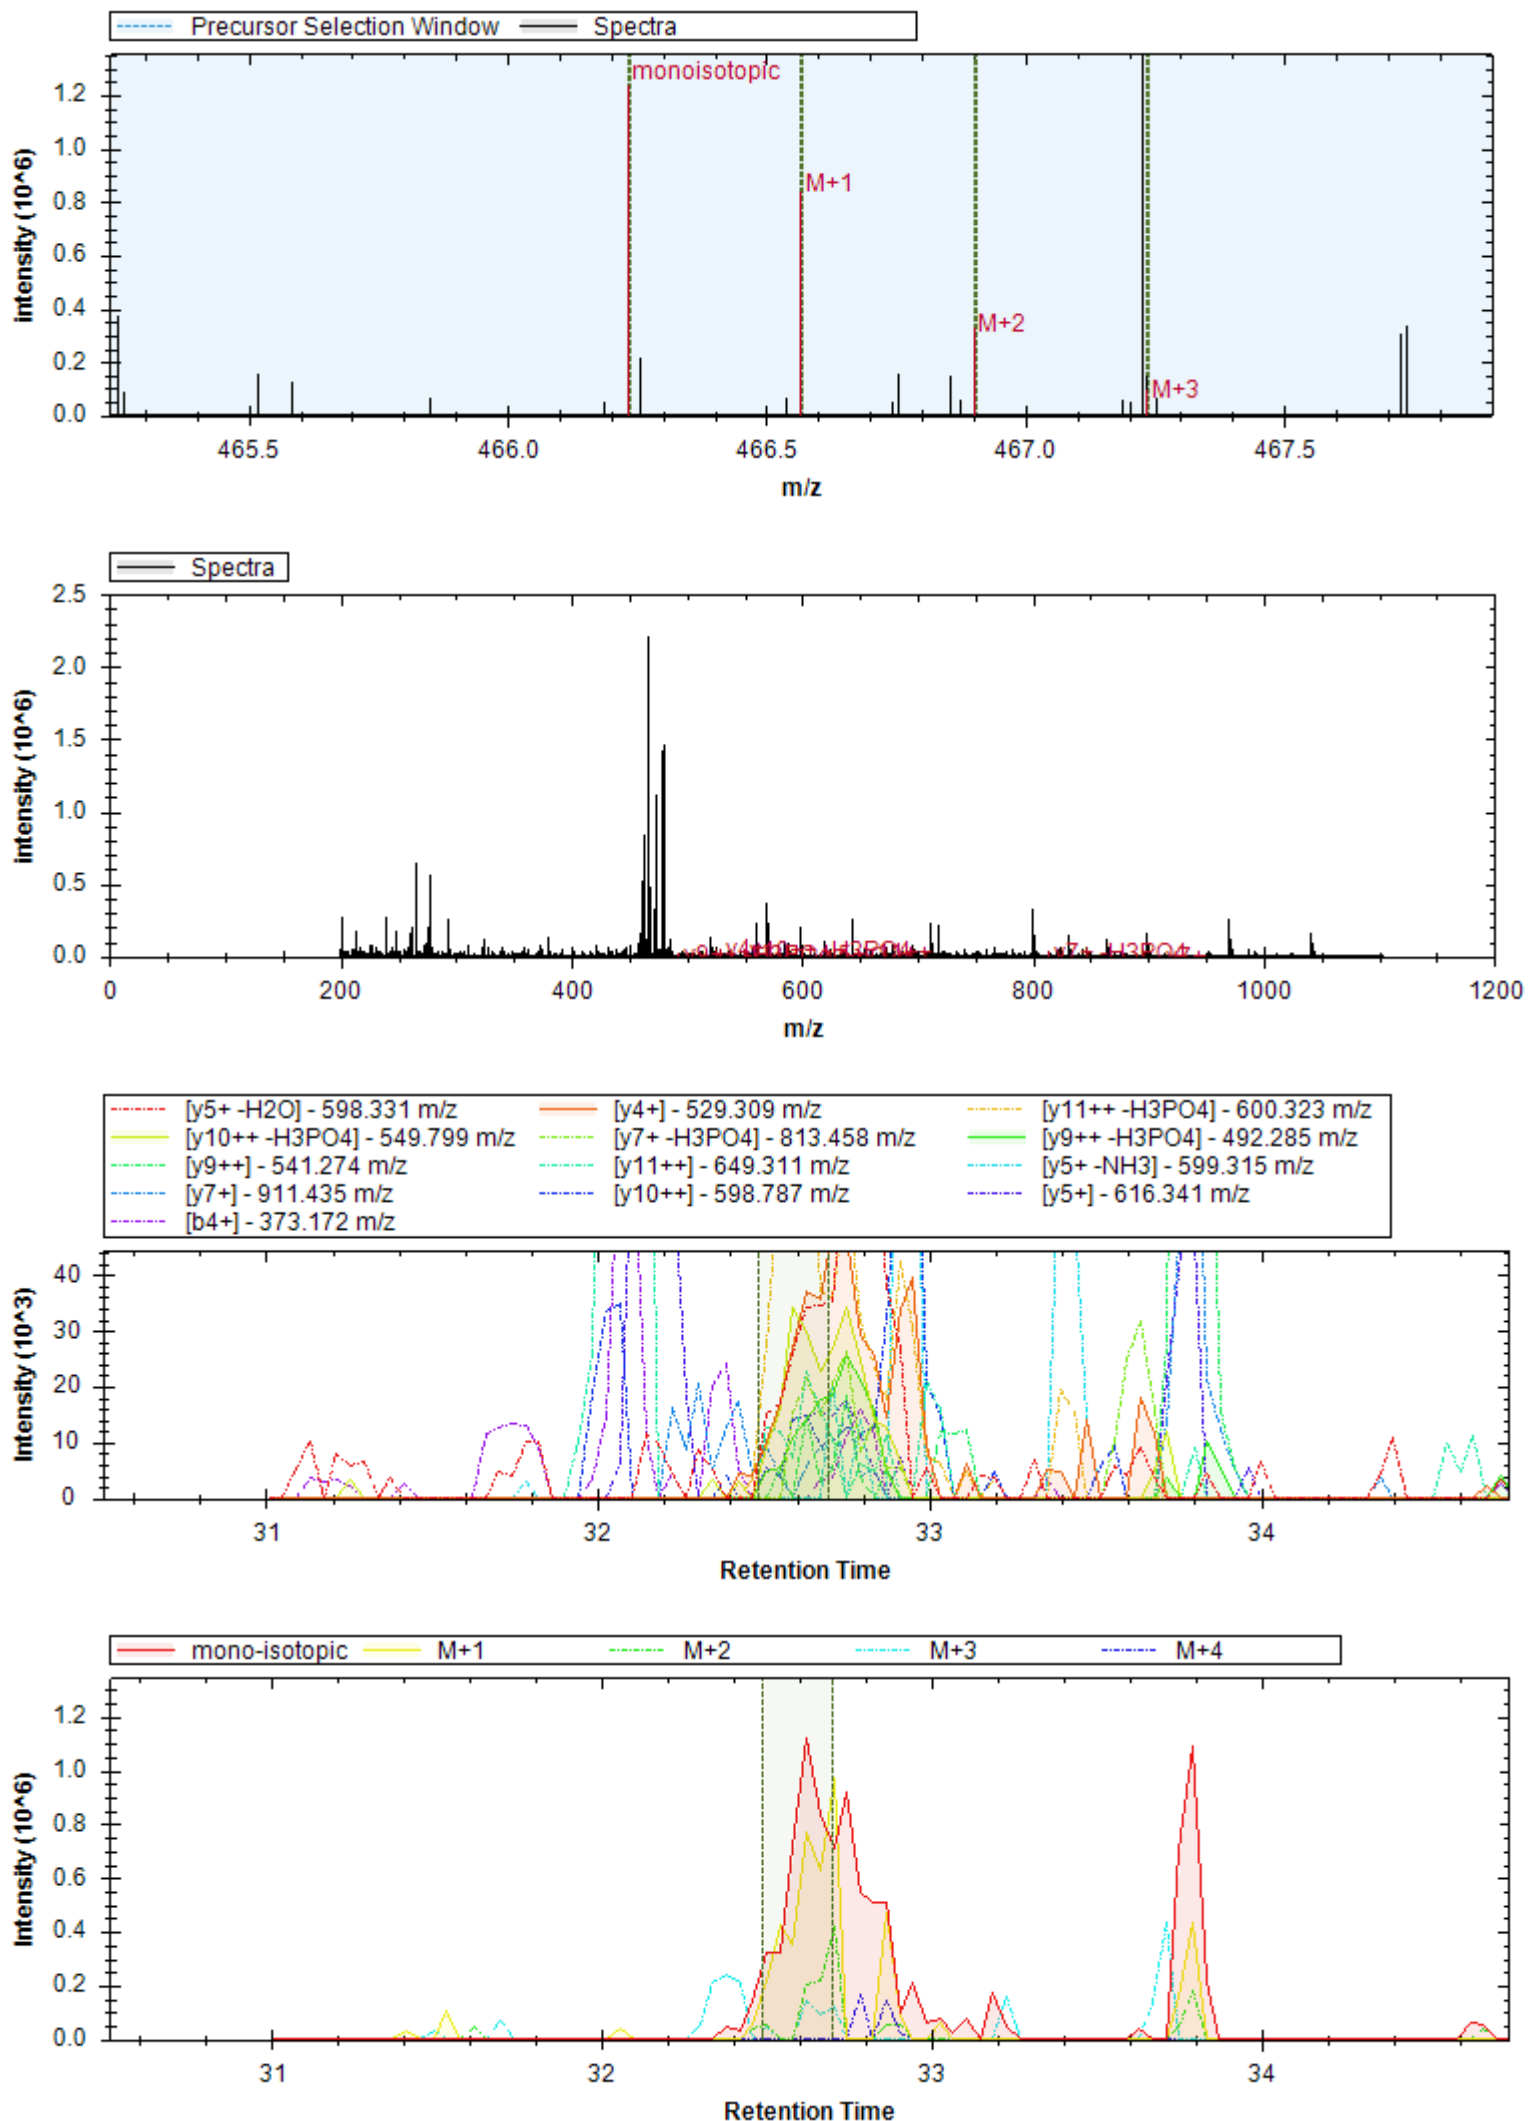 Precursor Selection Window Spectra
intensity (10^6)
1.2
1.0
0.8
0.6
0.4
0.2
0.0
monoisotopic
M+1
M+2
M+3
465.5 466.0 466.5 467.0 467.5
m/z
Spectra
intensity (10^6)
2.5
2.0
1.5
1.0
0.5
0.0
0 200 400 600 800 1000 1200
m/z
[y5+ -H2O] - 598.331 m/z [y4+] - 529.309 m/z [y11++ -H3PO4] - 600.323 m/z
[y10++ -H3PO4] - 549.799 m/z [y7+ -H3PO4] - 813.458 m/z [y9++ -H3PO4] - 492.285 m/z
[y9++] - 541.274 m/z [y11++] - 649.311 m/z [y5+ -NH3] - 599.315 m/z
[y7+] - 911.435 m/z [y10++] - 598.787 m/z [y5+] - 616.341 m/z
[b4+] - 373.172 m/z
Intensity (10^3)
40
30
20
10
0
31 32 33 34
Retention Time
mono-isotopic M+1 M+2 M+3 M+4
Intensity (10^6)
1.2
1.0
0.8
0.6
0.4
0.2
0.0
31 32 33 34
Retention Time